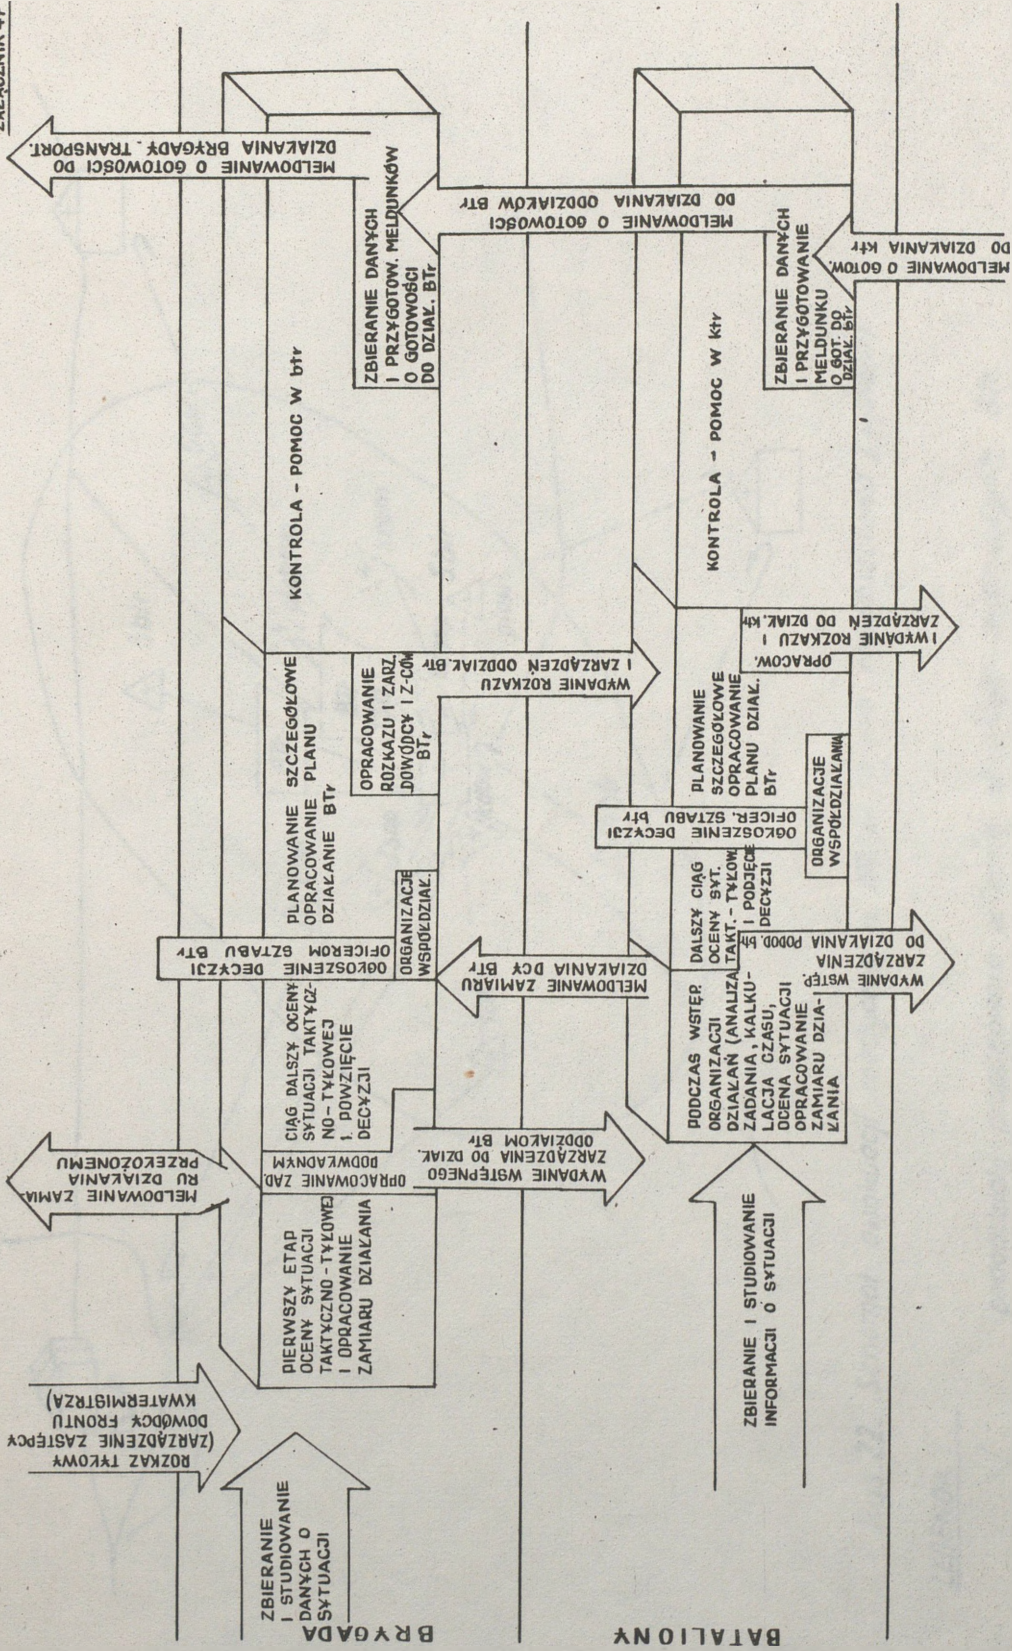 BRYGADA
ZBIERANIE
I STUDIOWANIE
DANYCH O
SYTUACJI
ROZKAZ TYŁOWY
(ZARZĄDZENIE ZASTĘPCY
DOWÓDCY FRONTU
KWATERMISTRZA)
PIERWSZY ETAP
OCENY SYTUACJI
TAKTYCZNO-TYŁOWEJ
I OPRACOWANIE
ZAMIARU DZIAŁANIA
MELDOWANIE ZAMIA-
RU DZIAŁANIA
PRZEŁOŻONEMU
OPRACOWANIE ZAD.
PODWŁADNYM
WYDANIE WSTĘPNEGO
ZARZĄDZENIA DO DZIAŁ.
ODDZIAŁOM BTr
CIĄG DALSZY OCENY
SYTUACJI TAKTYCZ-
NO-TYŁOWEJ
I. POWZIĘCIE
DECYZJI
OGŁOSZENIE DECYZJI
OFICEROM SZTABU BTr
ORGANIZACJE
WSPÓŁDZIAŁ.
MELDOWANIE ZAMIARU
DZIAŁANIA DCY BTr
PLANOWANIE SZCZEGÓŁOWE
OPRACOWANIE PLANU
DZIAŁANIE BTr
OPRACOWANIE
ROZKAZU I ZARZ.
DOWÓDCY I Z-CÓW
BTr
WYDANIE ROZKAZU
I ZARZĄDZEŃ ODDZIAŁ. BTr
KONTROLA - POMOC W btr
ZBIERANIE DANYCH
I PRZYGOTOW. MELDUNKÓW
O GOTOWOŚCI
DO DZIAŁ. BTr
MELDOWANIE O GOTOWOŚCI DO
DZIAŁANIA BRYGADY. TRANSPORT.
MELDOWANIE O GOTOWOŚCI
DO DZIAŁANIA ODDZIAŁÓW BTr
BATALIONY
ZBIERANIE I STUDIOWANIE
INFORMACJI O SYTUACJI
PODCZAS WSTĘP.
ORGANIZACJI
DZIAŁAŃ (ANALIZA
ZADANIA, KALKU-
LACJA CZASU,
OCENA SYTUACJI
OPRACOWANIE
ZAMIARU DZIA-
ŁANIA
WYDANIE WSTĘP.
ZARZĄDZENIA
DO DZIAŁANIA PODOD. btr
DALSZY CIĄG
OCENY SYT.
TAKT.-TYŁOW.
I PODJĘCIE
DECYZJI
OGŁOSZENIE DECYZJI
OFICER. SZTABU btr
ORGANIZACJE
WSPÓŁDZIAŁANIA
PLANOWANIE
SZCZEGÓŁOWE
OPRACOWANIE
PLANU DZIAŁ.
BTr
OPRACOW.
I WYDANIE ROZKAZU I
ZARZĄDZEŃ DO DZIAŁ. ktr
KONTROLA - POMOC W ktr
ZBIERANIE DANYCH
I PRZYGOTOWANIE
MELDUNKU
O GOT. DO
DZIAŁ. btr
MELDOWANIE O GOTOW.
DO DZIAŁANIA ktr